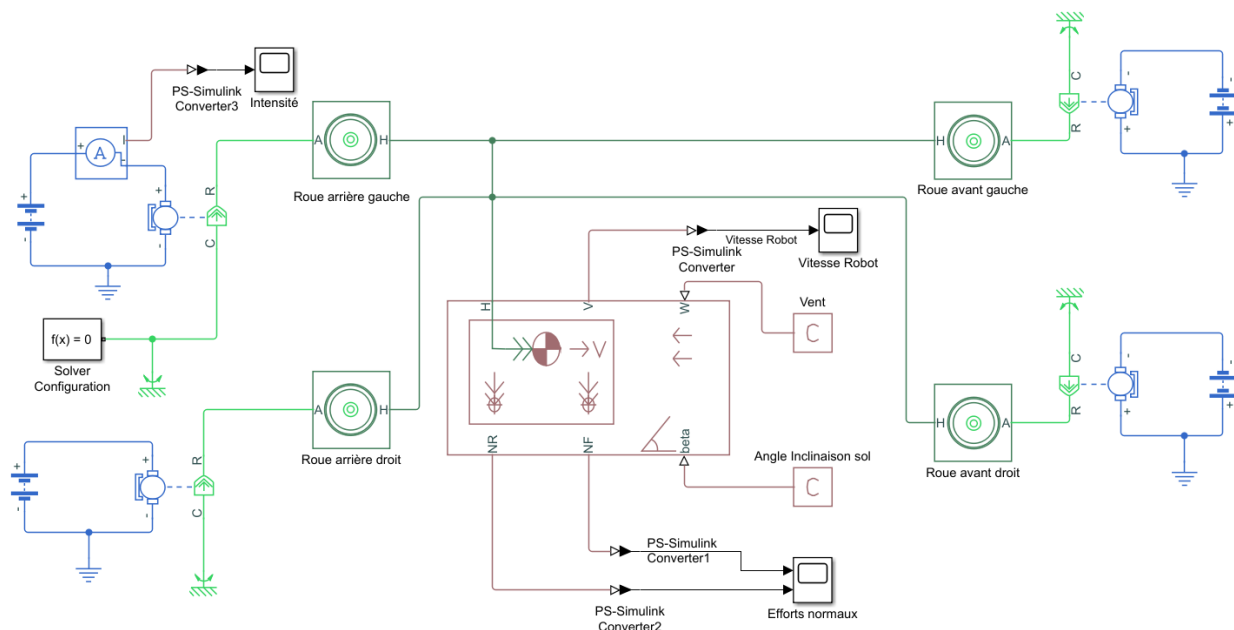 PS-Simulink
Converter3
Intensité
A
I
+
-
+
-
+
-
R
C
A
H
Roue arrière gauche
f(x) = 0
Solver
Configuration
+
-
+
-
R
C
A
H
Roue arrière droit
H
A
Roue avant gauche
C
R
-
+
-
+
PS-Simulink
Converter
Vitesse Robot
Vitesse Robot
H
V
W
V
NR
NF
beta
C
Vent
Angle Inclinaison sol
C
PS-Simulink
Converter1
PS-Simulink
Converter2
Efforts normaux
H
A
Roue avant droit
C
R
-
+
-
+